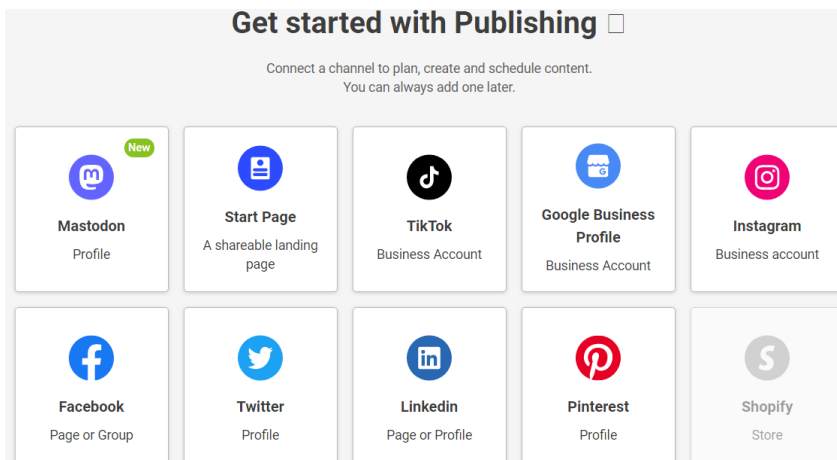 Get started with Publishing
Connect a channel to plan, create and schedule content.
You can always add one later.
New
Mastodon
Profile
Start Page
A shareable landing
page
TikTok
Business Account
G
Google Business
Profile
Business Account
Instagram
Business account
Facebook
Page or Group
Twitter
Profile
in
Linkedin
Page or Profile
Pinterest
Profile
Shopify
Store